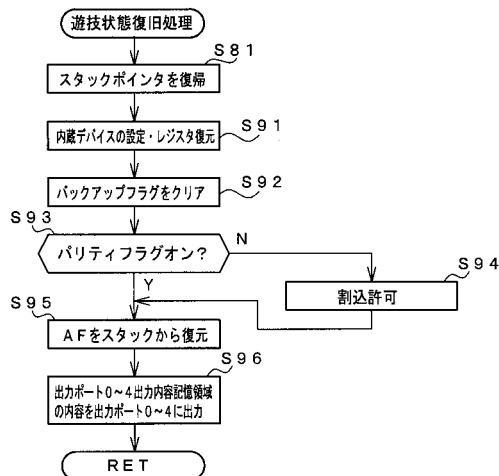 遊技状態復旧処理
S81
スタックポインタを復帰
S91
内蔵デバイスの設定・レジスタ復元
S92
バックアップフラグをクリア
S93
パリティフラグオン?
N
S94
割込許可
Y
S95
AFをスタックから復元
S96
出力ポート0~4出力内容記憶領域
の内容を出力ポート0~4に出力
RET